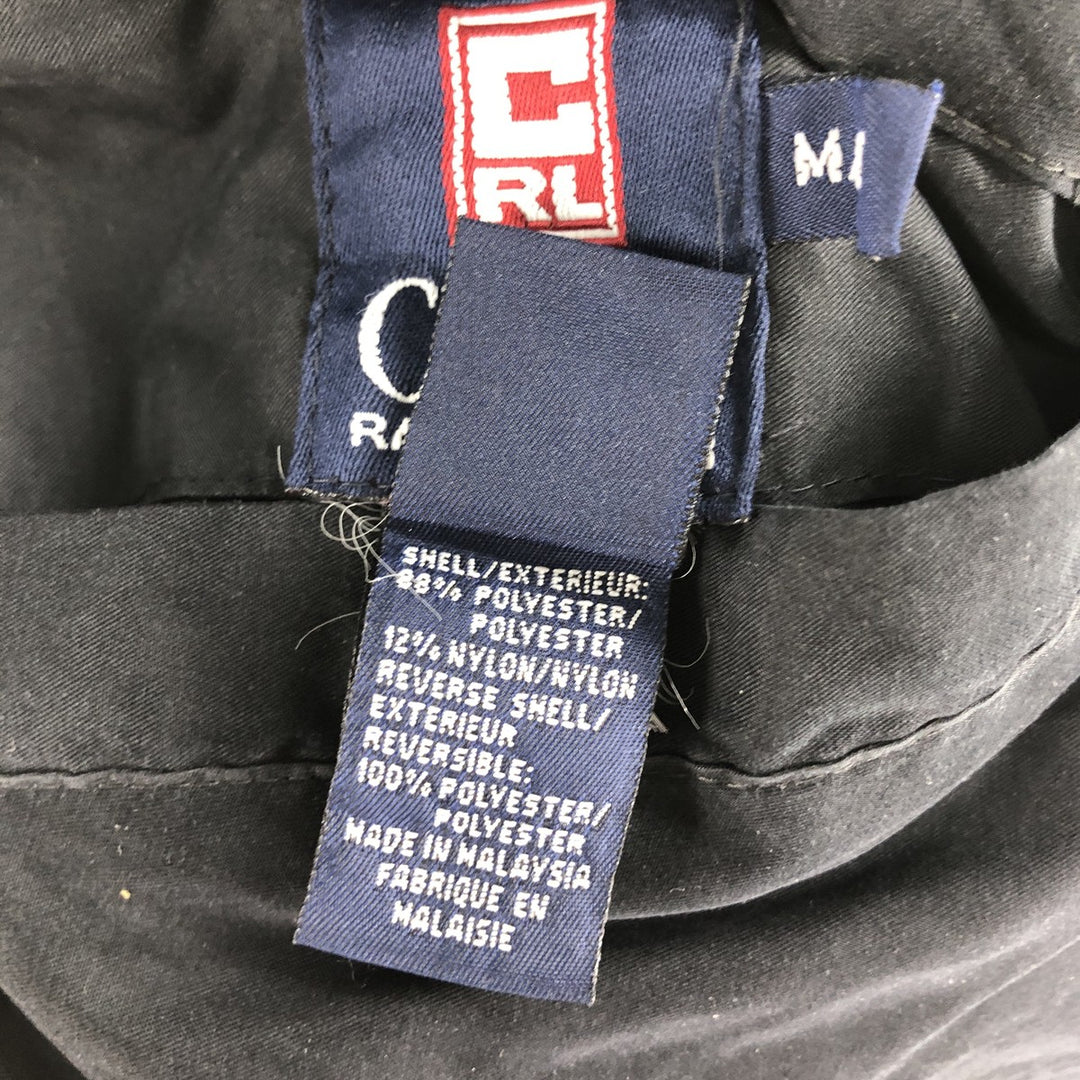 C
RL
M
SHELL/EXTERIEUR:
88% POLYESTER/
POLYESTER
12% NYLON/NYLON
REVERSE SHELL/
EXTERIEUR
REVERSIBLE:
100% POLYESTER/
POLYESTER
MADE IN MALAYSIA
FABRIQUE EN
MALAISIE